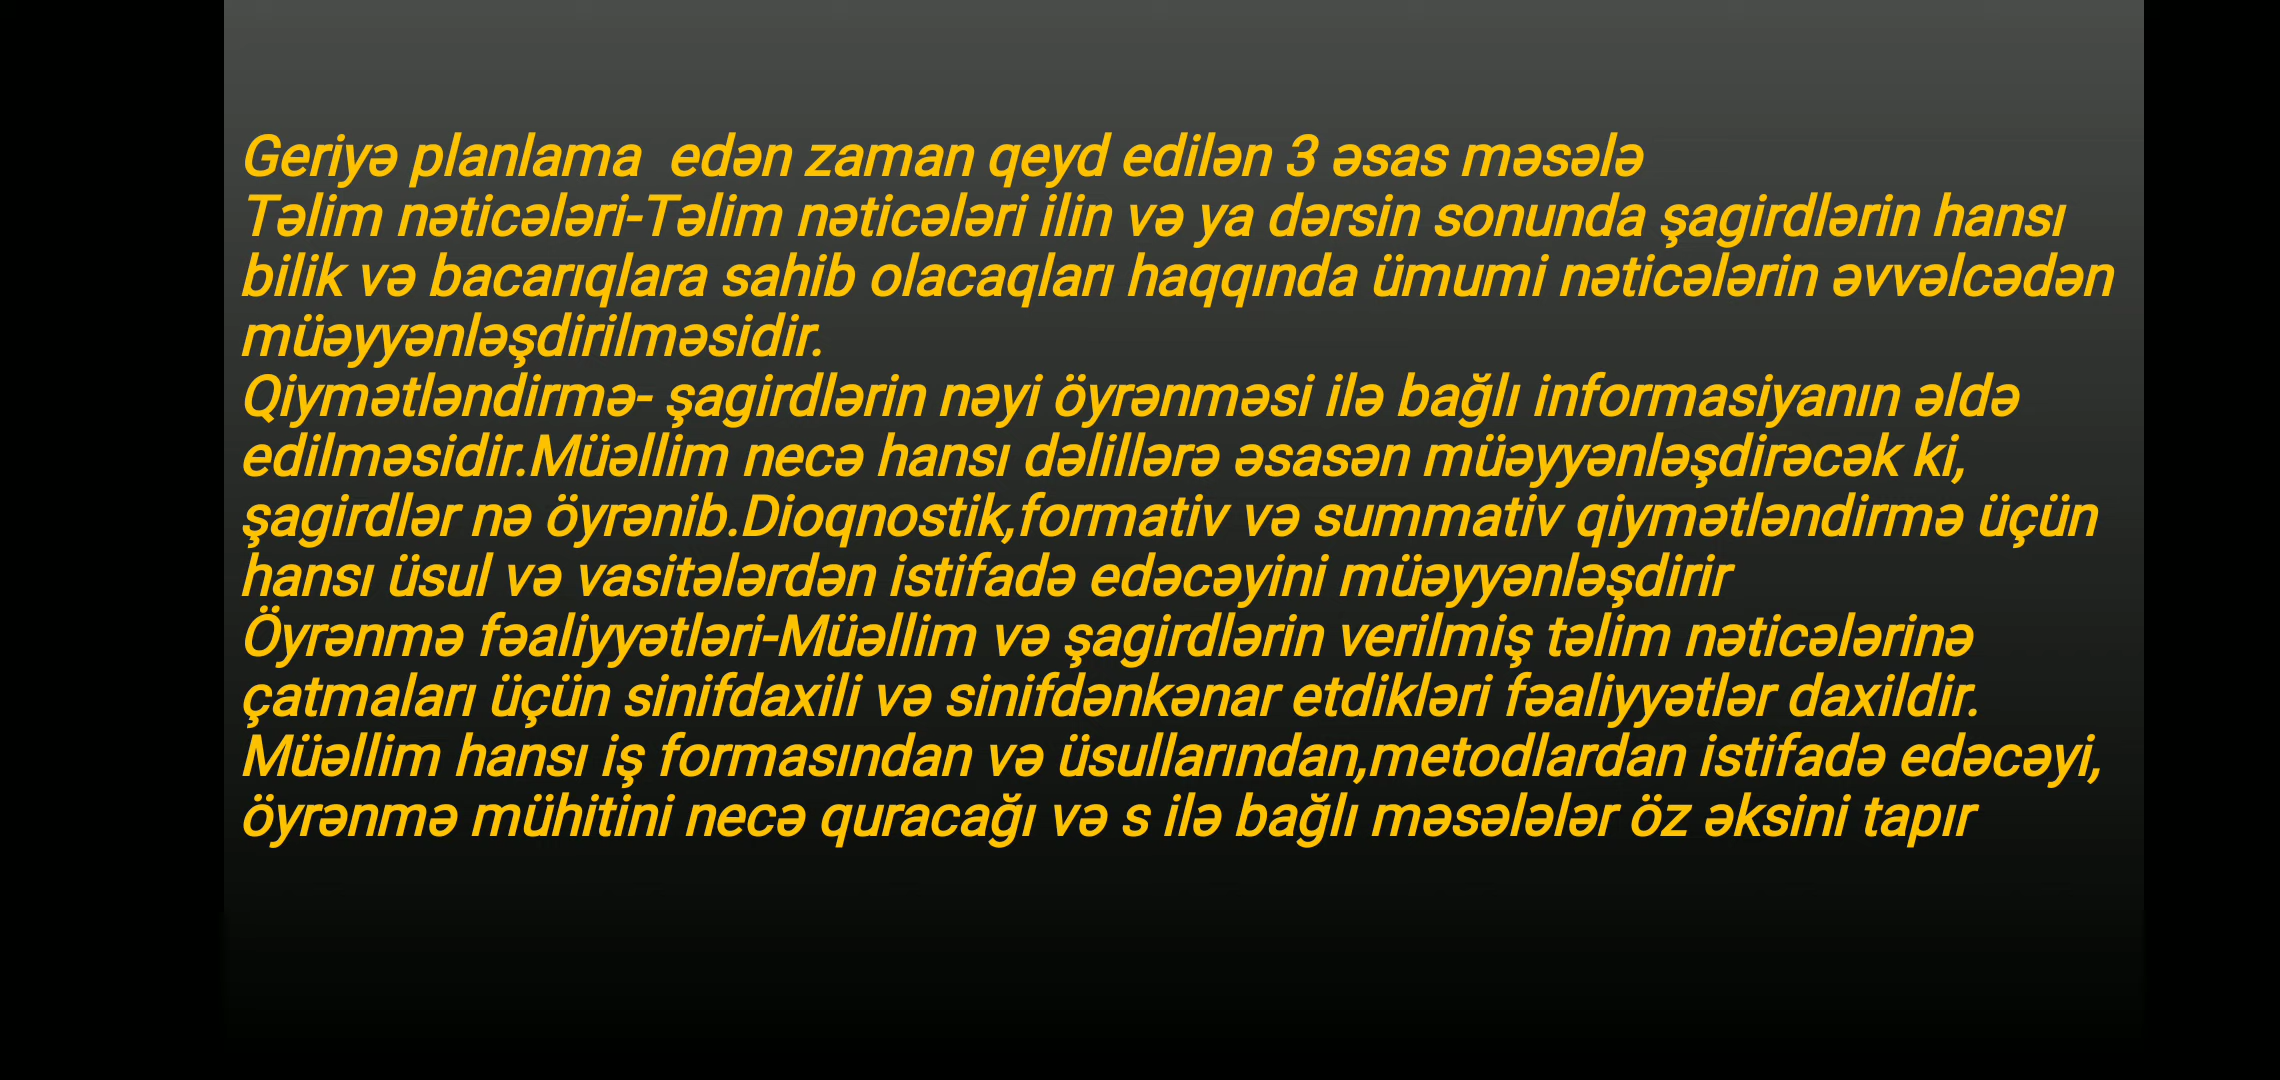 Geriyə planlama  edən zaman qeyd edilən 3 əsas məsələ
Təlim nəticələri-Təlim nəticələri ilin və ya dərsin sonunda şagirdlərin hansı
bilik və bacarıqlara sahib olacaqları haqqında ümumi nəticələrin əvvəlcədən
müəyyənləşdirilməsidir.
Qiymətləndirmə- şagirdlərin nəyi öyrənməsi ilə bağlı informasiyanın əldə
edilməsidir.Müəllim necə hansı dəlillərə əsasən müəyyənləşdirəcək ki,
şagirdlər nə öyrənib.Dioqnostik,formativ və summativ qiymətləndirmə üçün
hansı üsul və vasitələrdən istifadə edəcəyini müəyyənləşdirir
Öyrənmə fəaliyyətləri-Müəllim və şagirdlərin verilmiş təlim nəticələrinə
çatmaları üçün sinifdaxili və sinifdənkənar etdikləri fəaliyyətlər daxildir.
Müəllim hansı iş formasından və üsullarından,metodlardan istifadə edəcəyi,
öyrənmə mühitini necə quracağı və s ilə bağlı məsələlər öz əksini tapır